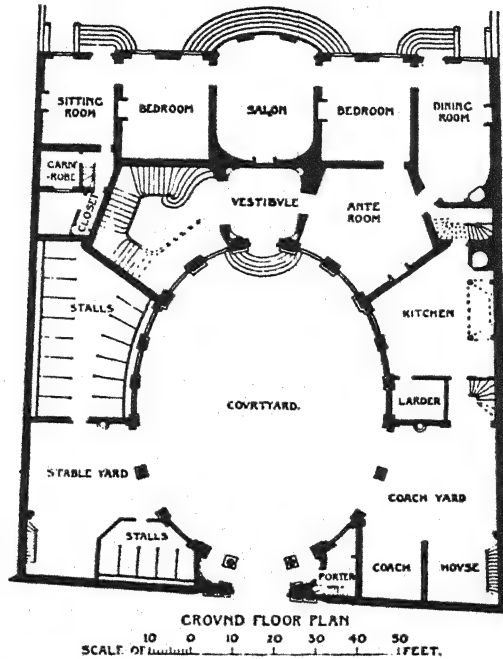 SITTING
ROOM
BEDROOM
SALON
BEDROOM
DINING
ROOM
GARN
-ROBE
CLOSET
VESTIBVLE
ANTE
ROOM
STALLS
KITCHEN
COVRTYARD.
LARDER
STABLE YARD
COACH YARD
STALLS
PORTER
COACH
HOVSE
GROVND FLOOR PLAN
SCALE OF 10 0 10 20 30 40 50 FEET.